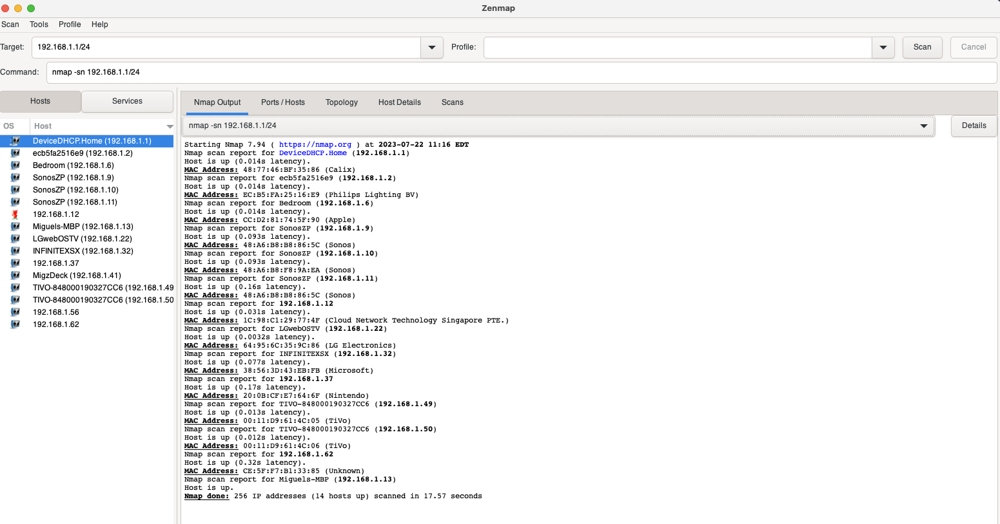 Zenmap
Scan Tools Profile Help
Target: 192.168.1.1/24 Profile: Scan Cancel
Command: nmap -sn 192.168.1.1/24
Hosts Services
OS Host
DeviceDHCP.Home (192.168.1.1)
ecb5fa2516e9 (192.168.1.2)
Bedroom (192.168.1.6)
SonosZP (192.168.1.9)
SonosZP (192.168.1.10)
SonosZP (192.168.1.11)
192.168.1.12
Miguels-MBP (192.168.1.13)
LGwebOSTV (192.168.1.22)
INFINITEXSX (192.168.1.32)
192.168.1.37
MigzDeck (192.168.1.41)
TIVO-848000190327CC6 (192.168.1.49
TIVO-848000190327CC6 (192.168.1.50
192.168.1.56
192.168.1.62
Nmap Output Ports / Hosts Topology Host Details Scans
nmap -sn 192.168.1.1/24 Details
Starting Nmap 7.94 ( https://nmap.org ) at 2023-07-22 11:16 EDT
Nmap scan report for DeviceDHCP.Home (192.168.1.1)
Host is up (0.014s latency).
MAC Address: 48:77:46:BF:35:86 (Calix)
Nmap scan report for ecb5fa2516e9 (192.168.1.2)
Host is up (0.014s latency).
MAC Address: EC:B5:FA:25:16:E9 (Philips Lighting BV)
Nmap scan report for Bedroom (192.168.1.6)
Host is up (0.014s latency).
MAC Address: CC:D2:81:74:5F:90 (Apple)
Nmap scan report for SonosZP (192.168.1.9)
Host is up (0.093s latency).
MAC Address: 48:A6:B8:B8:86:5C (Sonos)
Nmap scan report for SonosZP (192.168.1.10)
Host is up (0.093s latency).
MAC Address: 48:A6:B8:F8:9A:EA (Sonos)
Nmap scan report for SonosZP (192.168.1.11)
Host is up (0.16s latency).
MAC Address: 48:A6:B8:B8:86:5C (Sonos)
Nmap scan report for 192.168.1.12
Host is up (0.031s latency).
MAC Address: 1C:98:C1:29:77:4F (Cloud Network Technology Singapore PTE.)
Nmap scan report for LGwebOSTV (192.168.1.22)
Host is up (0.0032s latency).
MAC Address: 64:95:6C:35:9C:86 (LG Electronics)
Nmap scan report for INFINITEXSX (192.168.1.32)
Host is up (0.077s latency).
MAC Address: 38:56:3D:43:EB:FB (Microsoft)
Nmap scan report for 192.168.1.37
Host is up (0.17s latency).
MAC Address: 20:0B:CF:E7:64:6F (Nintendo)
Nmap scan report for TIVO-848000190327CC6 (192.168.1.49)
Host is up (0.013s latency).
MAC Address: 00:11:D9:61:4C:05 (TiVo)
Nmap scan report for TIVO-848000190327CC6 (192.168.1.50)
Host is up (0.012s latency).
MAC Address: 00:11:D9:61:4C:06 (TiVo)
Nmap scan report for 192.168.1.62
Host is up (0.32s latency).
MAC Address: CE:5F:F7:B1:33:85 (Unknown)
Nmap scan report for Miguels-MBP (192.168.1.13)
Host is up.
Nmap done: 256 IP addresses (14 hosts up) scanned in 17.57 seconds